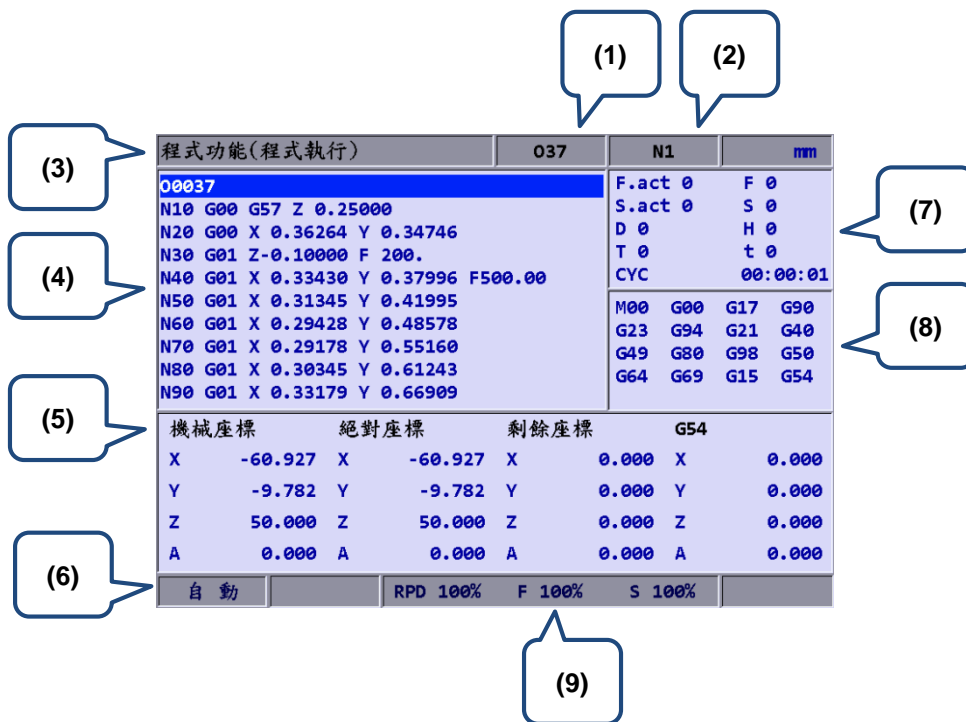 (1)
(2)
(3)
程式功能(程式執行) O37 N1 mm
O0037
N10 G00 G57 Z 0.25000
N20 G00 X 0.36264 Y 0.34746
N30 G01 Z-0.10000 F 200.
N40 G01 X 0.33430 Y 0.37996 F500.00
N50 G01 X 0.31345 Y 0.41995
N60 G01 X 0.29428 Y 0.48578
N70 G01 X 0.29178 Y 0.55160
N80 G01 X 0.30345 Y 0.61243
N90 G01 X 0.33179 Y 0.66909
(4)
F.act 0 F 0
S.act 0 S 0
D 0 H 0
T 0 t 0
CYC 00:00:01
(7)
M00 G00 G17 G90
G23 G94 G21 G40
G49 G80 G98 G50
G64 G69 G15 G54
(8)
(5)
機械座標 絕對座標 剩餘座標 G54
X -60.927 X -60.927 X 0.000 X 0.000
Y -9.782 Y -9.782 Y 0.000 Y 0.000
Z 50.000 Z 50.000 Z 0.000 Z 0.000
A 0.000 A 0.000 A 0.000 A 0.000
(6)
自動 RPD 100% F 100% S 100%
(9)